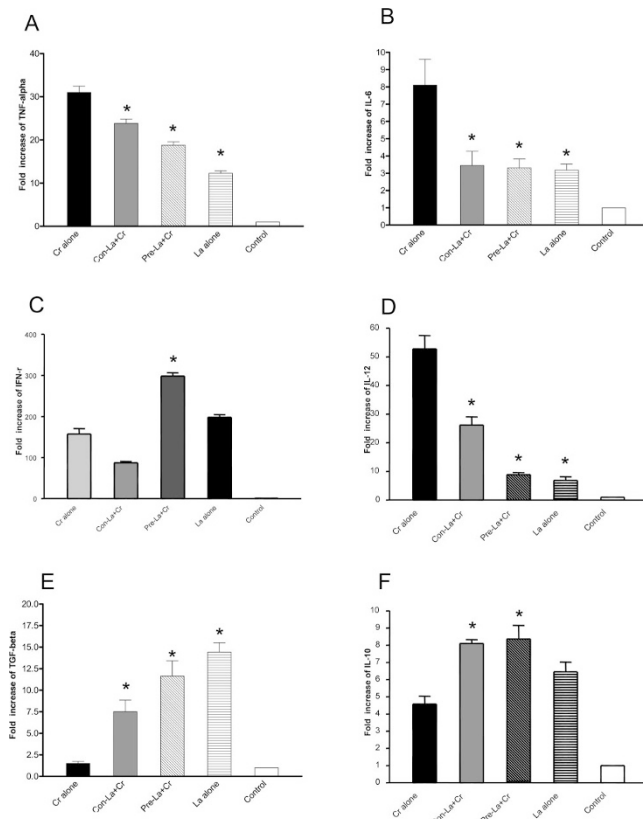 A
Fold increase of TNF-alpha
40
30
20
10
0
*
*
*
Cr alone
Con-La+Cr
Pre-La+Cr
La alone
Control
B
Fold increase of IL-6
10
9
8
7
6
5
4
3
2
1
0
*
*
*
Cr alone
Con-La+Cr
Pre-La+Cr
La alone
Control
C
Fold increase of IFN-r
400
300
200
100
0
*
Cr alone
Con-La+Cr
Pre-La+Cr
La alone
Control
D
Fold increase of IL-12
60
50
40
30
20
10
0
*
*
*
Cr alone
Con-La+Cr
Pre-La+Cr
La alone
Control
E
Fold increase of TGF-beta
20.0
17.5
15.0
12.5
10.0
7.5
5.0
2.5
0.0
*
*
*
Cr alone
Con-La+Cr
Pre-La+Cr
La alone
Control
F
Fold increase of IL-10
10
9
8
7
6
5
4
3
2
1
0
*
*
Cr alone
Con-La+Cr
Pre-La+Cr
La alone
Control